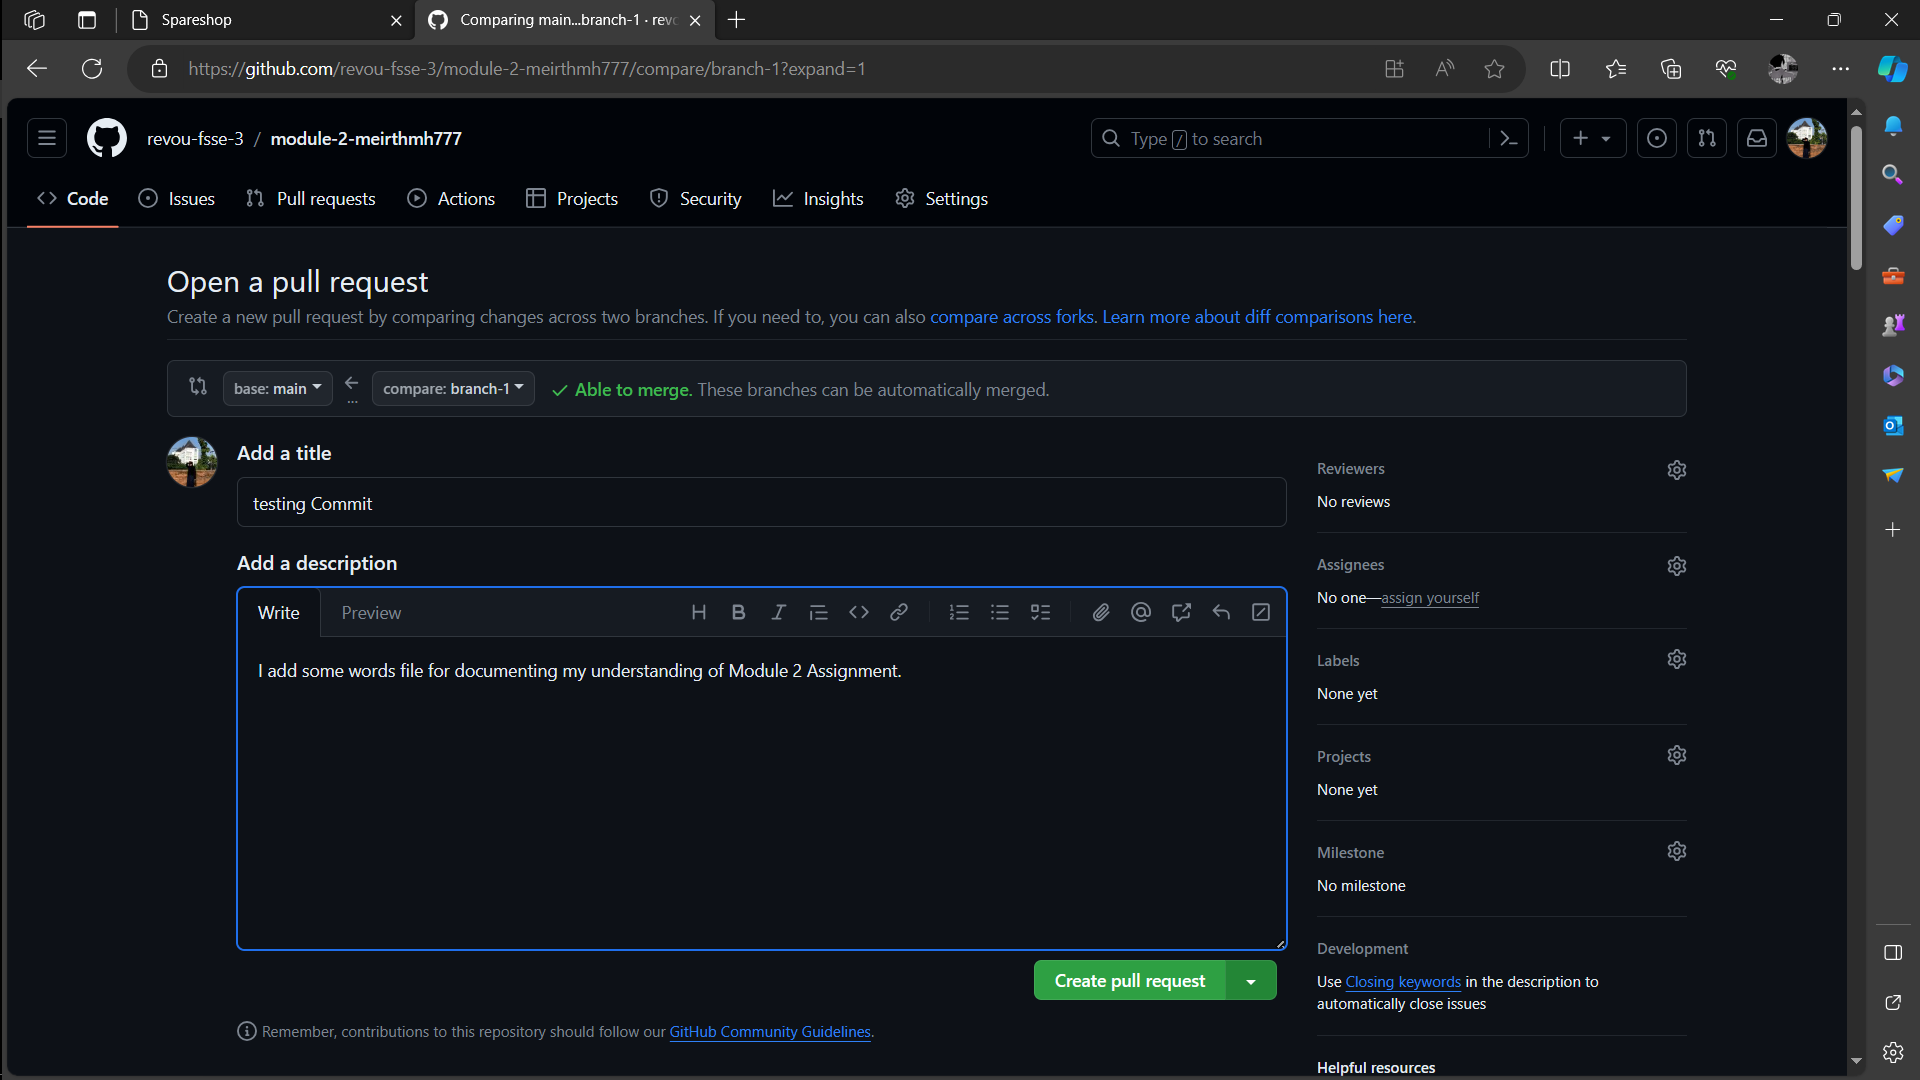 Spareshop
Comparing main...branch-1 · rev
https://github.com/revou-fsse-3/module-2-meirthmh777/compare/branch-1?expand=1
revou-fsse-3 / module-2-meirthmh777
Type / to search
Code Issues Pull requests Actions Projects Security Insights Settings
Open a pull request
Create a new pull request by comparing changes across two branches. If you need to, you can also compare across forks. Learn more about diff comparisons here.
base: main ← compare: branch-1 ✓ Able to merge. These branches can be automatically merged.
Add a title
testing Commit
Add a description
Write Preview
I add some words file for documenting my understanding of Module 2 Assignment.
Create pull request
Remember, contributions to this repository should follow our GitHub Community Guidelines.
Reviewers
No reviews
Assignees
No one—assign yourself
Labels
None yet
Projects
None yet
Milestone
No milestone
Development
Use Closing keywords in the description to
automatically close issues
Helpful resources